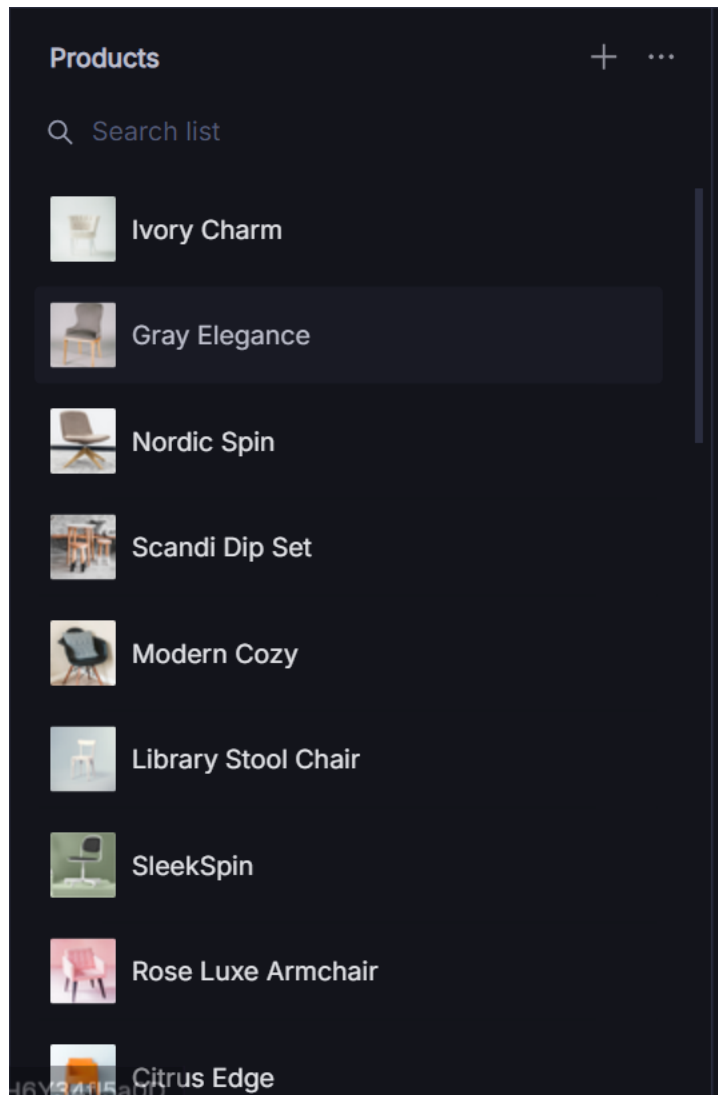 Products
Search list
Ivory Charm
Gray Elegance
Nordic Spin
Scandi Dip Set
Modern Cozy
Library Stool Chair
SleekSpin
Rose Luxe Armchair
Citrus Edge